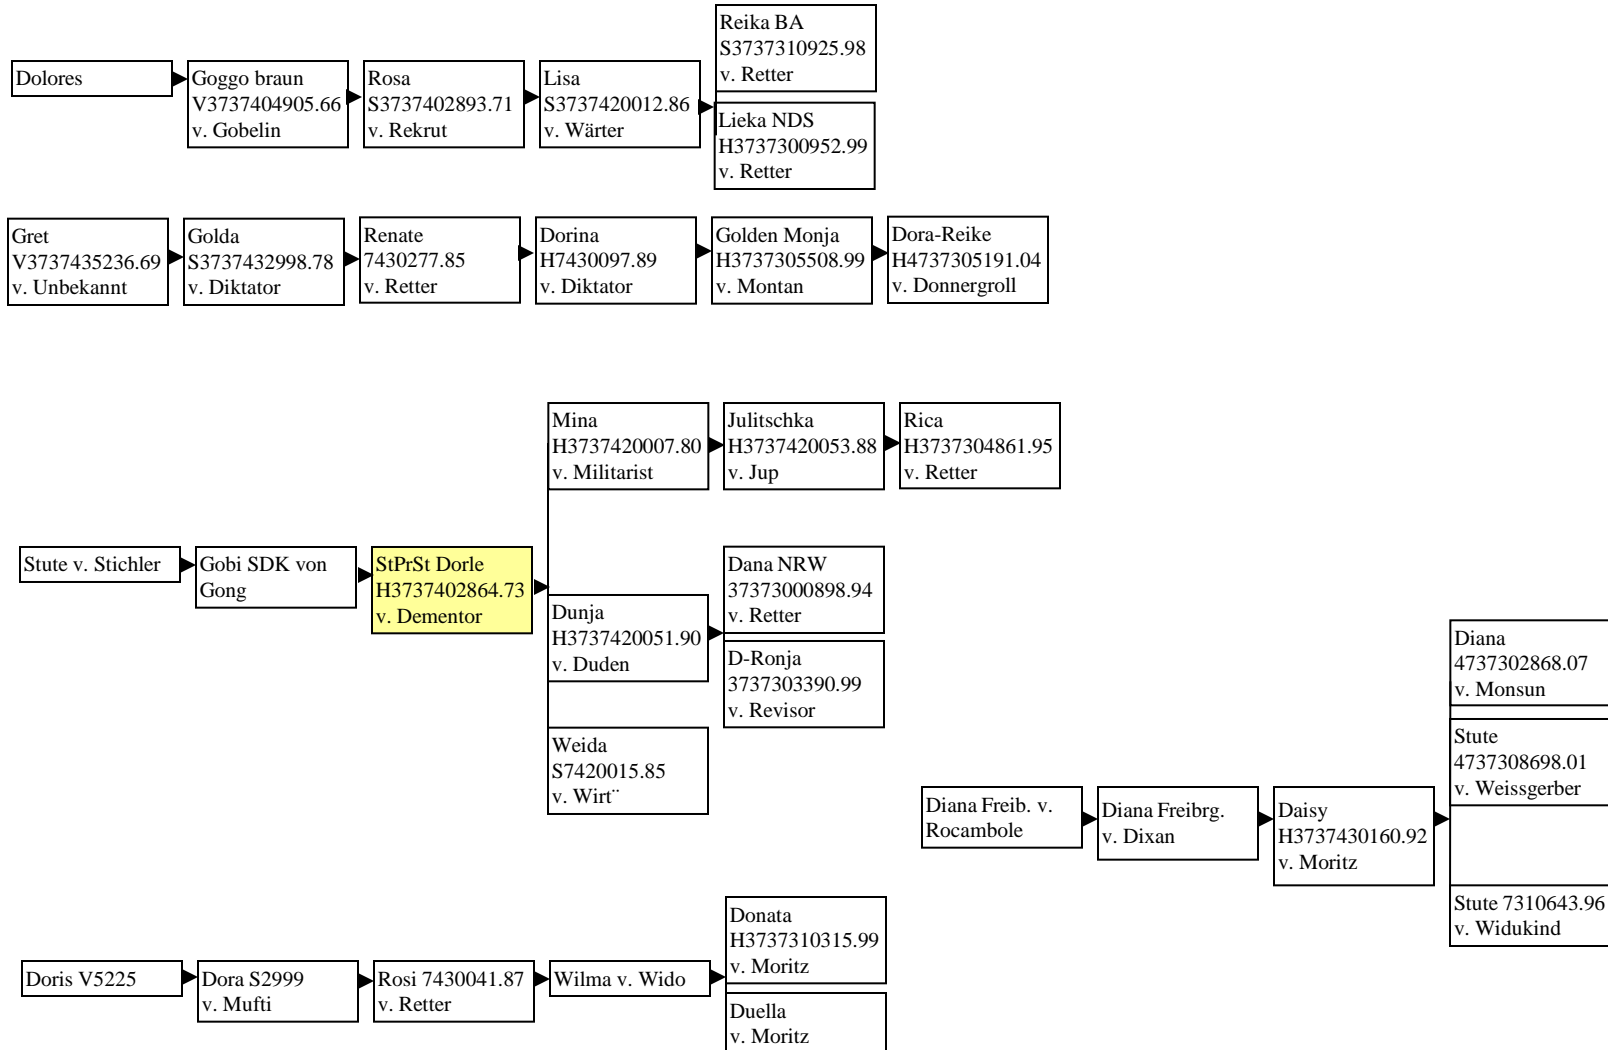 Dolores
Goggo braun
V3737404905.66
v. Gobelin
Rosa
S3737402893.71
v. Rekrut
Lisa
S3737420012.86
v. Wärter
Reika BA
S3737310925.98
v. Retter
Lieka NDS
H3737300952.99
v. Retter
Gret
V3737435236.69
v. Unbekannt
Golda
S3737432998.78
v. Diktator
Renate
7430277.85
v. Retter
Dorina
H7430097.89
v. Diktator
Golden Monja
H3737305508.99
v. Montan
Dora-Reike
H4737305191.04
v. Donnergroll
Stute v. Stichler
Gobi SDK von
Gong
StPrSt Dorle
H3737402864.73
v. Dementor
Mina
H3737420007.80
v. Militarist
Julitschka
H3737420053.88
v. Jup
Rica
H3737304861.95
v. Retter
Dunja
H3737420051.90
v. Duden
Dana NRW
37373000898.94
v. Retter
D-Ronja
3737303390.99
v. Revisor
Weida
S7420015.85
v. Wirt¨
Diana Freib. v.
Rocambole
Diana Freibrg.
v. Dixan
Daisy
H3737430160.92
v. Moritz
Diana
4737302868.07
v. Monsun
Stute
4737308698.01
v. Weissgerber
Stute 7310643.96
v. Widukind
Doris V5225
Dora S2999
v. Mufti
Rosi 7430041.87
v. Retter
Wilma v. Wido
Donata
H3737310315.99
v. Moritz
Duella
v. Moritz